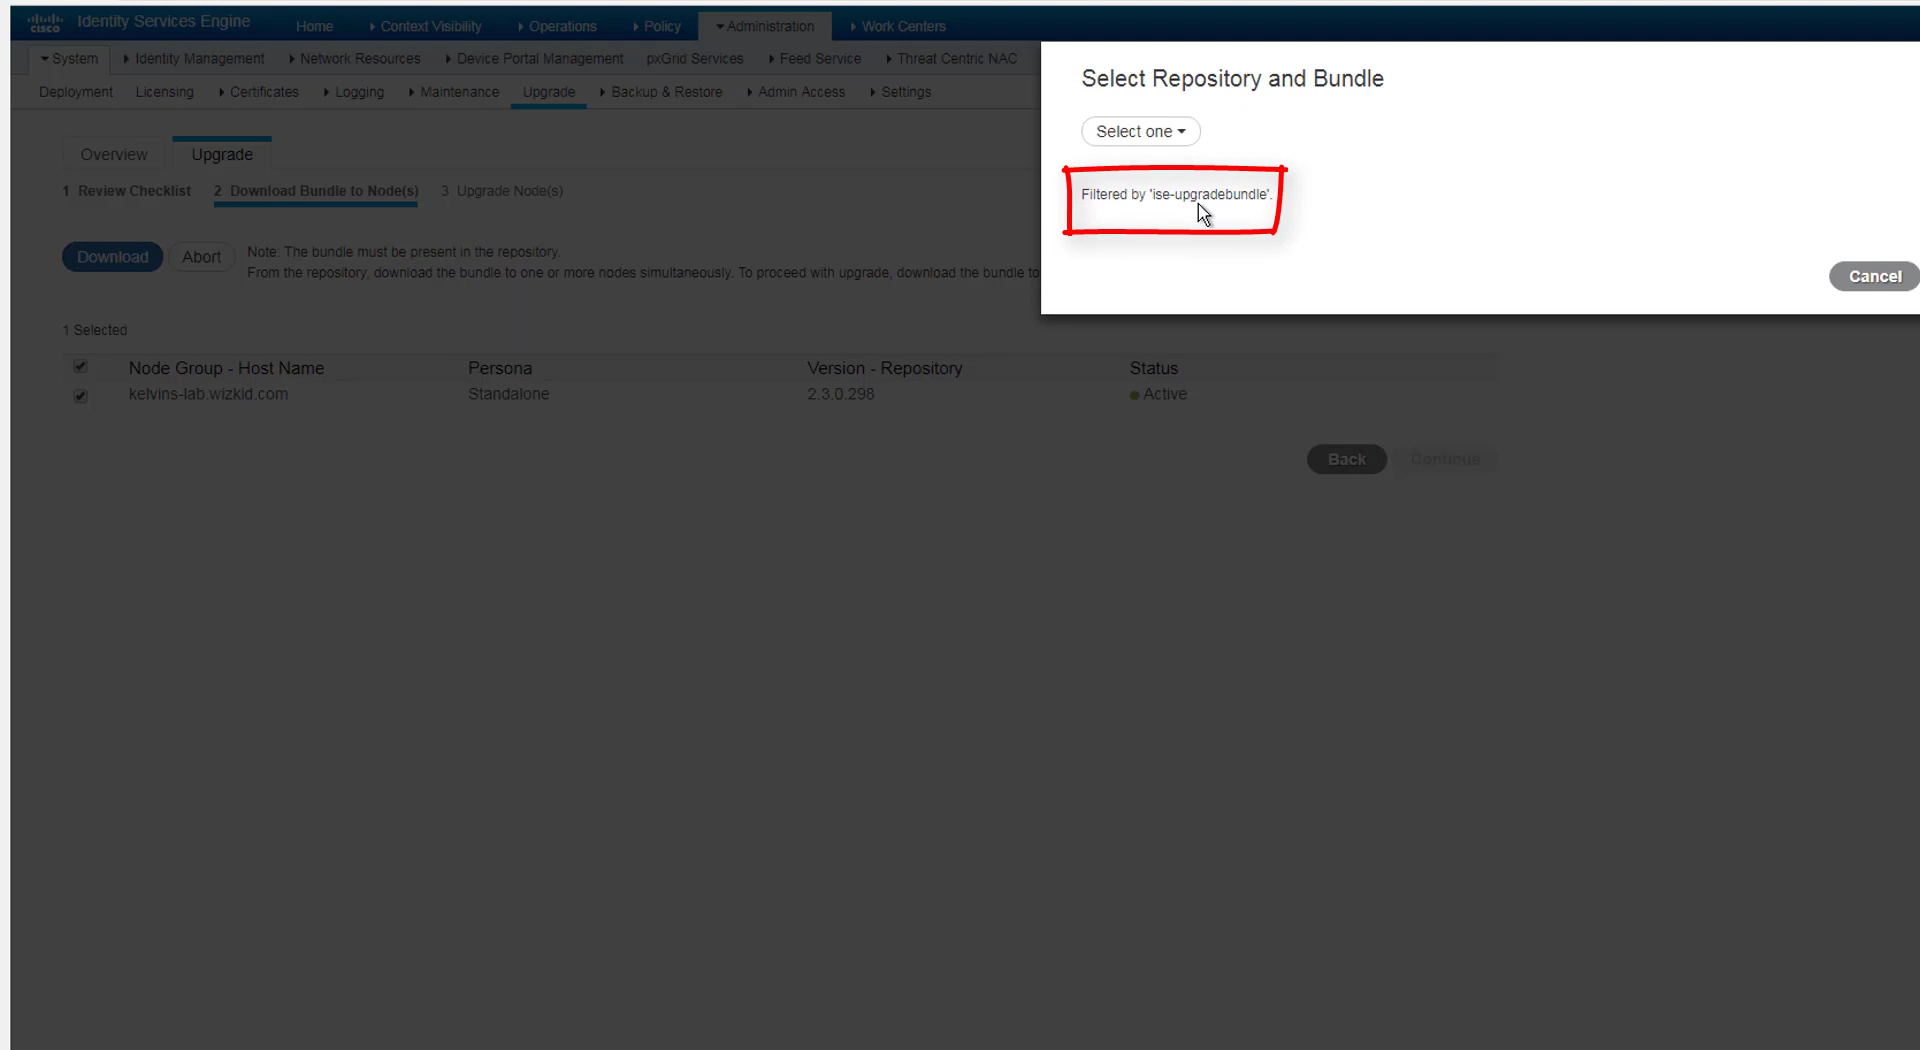 cisco Identity Services Engine Home Context Visibility Operations Policy Administration Work Centers
System Identity Management Network Resources Device Portal Management pxGrid Services Feed Service Threat Centric NAC
Deployment Licensing Certificates Logging Maintenance Upgrade Backup & Restore Admin Access Settings
Select Repository and Bundle
Select one
Filtered by 'ise-upgradebundle'.
Cancel
Overview Upgrade
1 Review Checklist 2 Download Bundle to Node(s) 3 Upgrade Node(s)
Download Abort Note: The bundle must be present in the repository.
From the repository, download the bundle to one or more nodes simultaneously. To proceed with upgrade, download the bundle to
1 Selected
Node Group - Host Name Persona Version - Repository Status
kelvins-lab.wizkid.com Standalone 2.3.0.298 Active
Back Continue